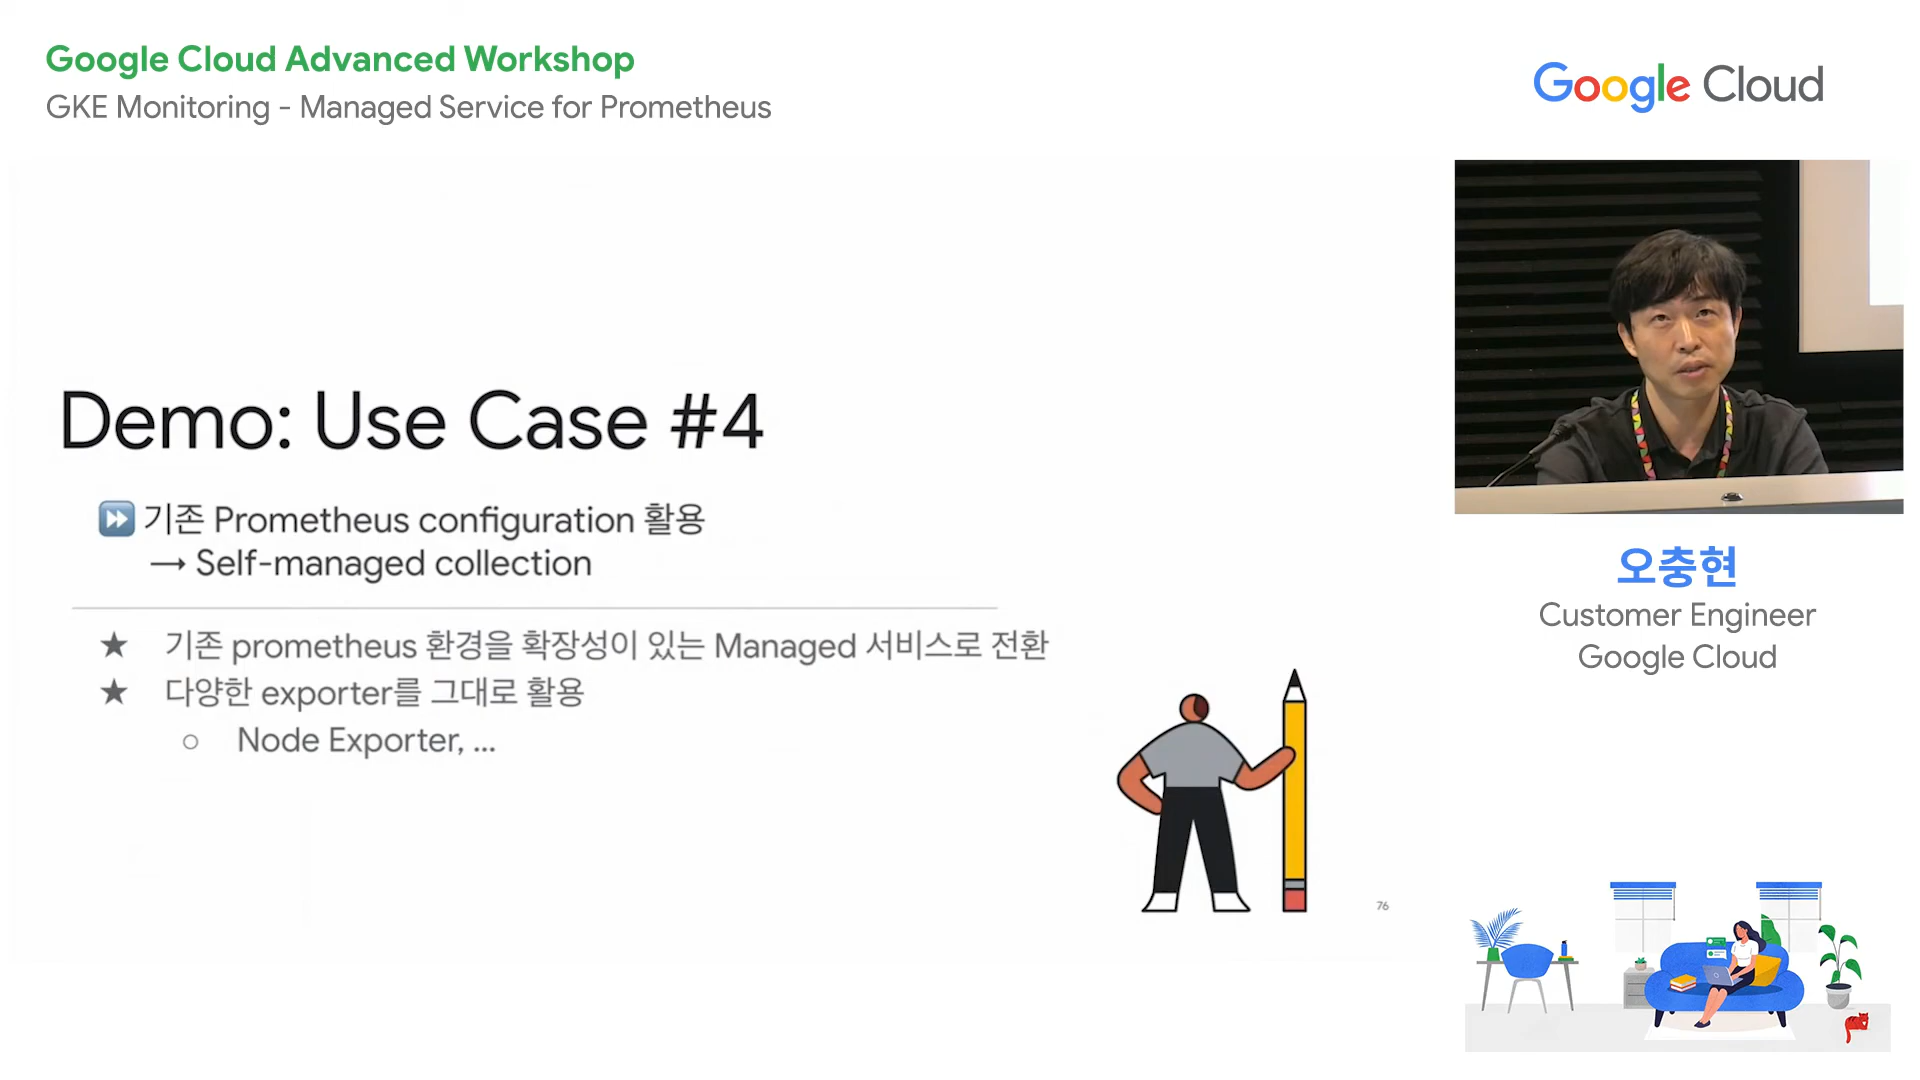 Google Cloud Advanced Workshop
GKE Monitoring - Managed Service for Prometheus
Google Cloud
Demo: Use Case #4
⏩ 기존 Prometheus configuration 활용
→ Self-managed collection
★ 기존 prometheus 환경을 확장성이 있는 Managed 서비스로 전환
★ 다양한 exporter를 그대로 활용
○ Node Exporter, ...
76
오충현
Customer Engineer
Google Cloud